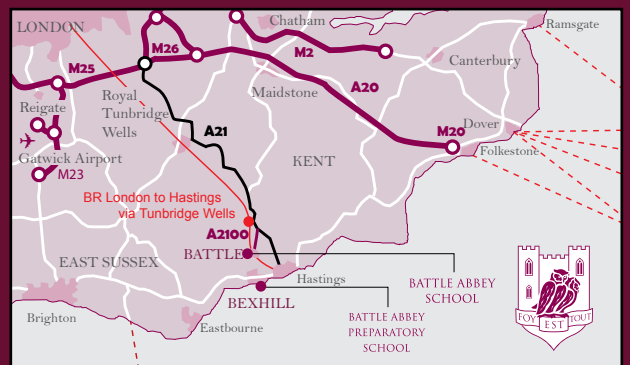 LONDON
Chatham
Ramsgate
M26
M2
M25
Canterbury
A20
Royal
Tunbridge
Wells
Maidstone
Reigate
M20
Dover
A21
Folkestone
Gatwick Airport
M23
KENT
BR London to Hastings
via Tunbridge Wells
A2100
BATTLE
EAST SUSSEX
Hastings
BATTLE ABBEY
SCHOOL
BEXHILL
BATTLE ABBEY
PREPARATORY
SCHOOL
Brighton
Eastbourne
FOY EST TOUT